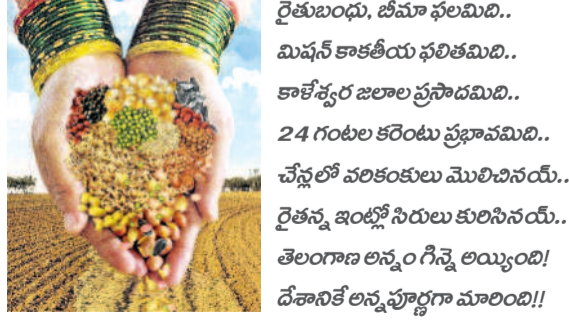 రైతుబంధు, బీమా ఫలమిది..
మిషన్ కాకతీయ ఫలితమిది..
కాళేశ్వర జలాల ప్రసాదమిది..
24 గంటల కరెంటు ప్రభావమిది..
చేన్లలో వరికంకులు మొలిచినయ్..
రైతన్న ఇంట్లో సిరులు కురిసినయ్..
తెలంగాణ అన్నం గిన్నె అయ్యింది!
దేశానికే అన్నపూర్ణగా మారింది!!